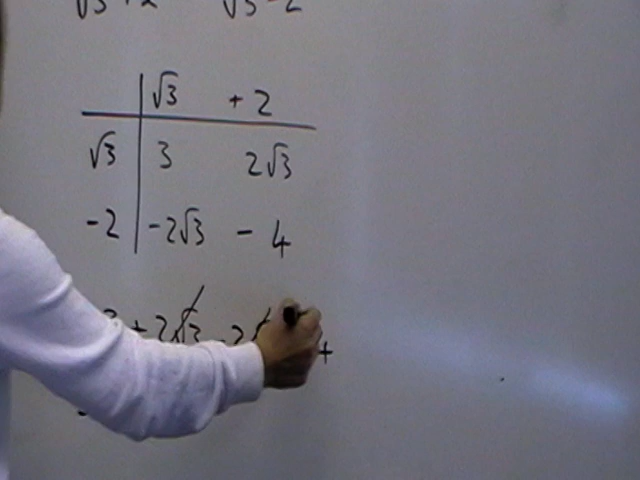 √3 + 2 √3 - 2
√3 + 2
√3 3 2√3
-2 -2√3 - 4
3 + 2√3 - 2